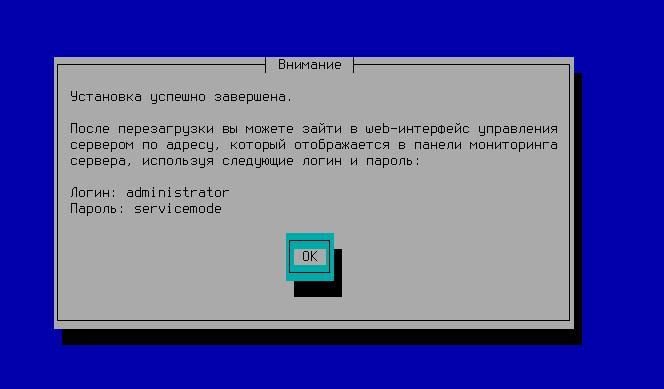 Внимание
Установка успешно завершена.
После перезагрузки вы можете зайти в web-интерфейс управления
сервером по адресу, который отображается в панели мониторинга
сервера, используя следующие логин и пароль:
Логин: administrator
Пароль: servicemode
OK